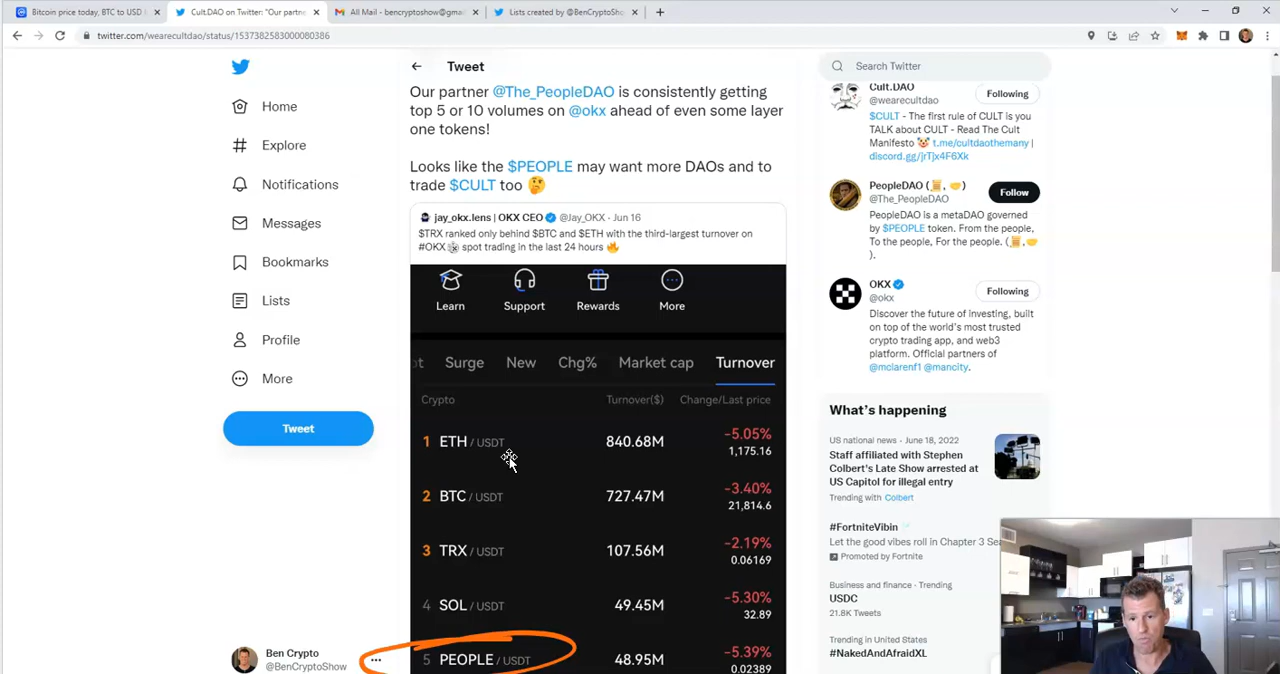 Bitcoin price today, BTC to USD
Cult.DAO on Twitter: "Our partne
All Mail - bencryptoshow@gmai
Lists created by @BenCryptoSho
twitter.com/wearecultdao/status/1537382583000080386
Home
Explore
Notifications
Messages
Bookmarks
Lists
Profile
More
Tweet
Ben Crypto
@BenCryptoShow
Tweet
Our partner @The_PeopleDAO is consistently getting
top 5 or 10 volumes on @okx ahead of even some layer
one tokens!
Looks like the $PEOPLE may want more DAOs and to
trade $CULT too 🤔
jay_okx.lens | OKX CEO @Jay_OKX · Jun 16
$TRX ranked only behind $BTC and $ETH with the third-largest turnover on
#OKX spot trading in the last 24 hours 🔥
Learn Support Rewards More
ot Surge New Chg% Market cap Turnover
Crypto Turnover($) Change/Last price
1 ETH / USDT 840.68M -5.05%
1,175.16
2 BTC / USDT 727.47M -3.40%
21,814.6
3 TRX / USDT 107.56M -2.19%
0.06169
4 SOL / USDT 49.45M -5.30%
32.89
5 PEOPLE / USDT 48.95M -5.39%
0.02389
Search Twitter
Cult.DAO
Following
@wearecultdao
$CULT - The first rule of CULT is you
TALK about CULT - Read The Cult
Manifesto 🤡 t.me/cultdaothemany |
discord.gg/jrTjx4F6Xk
PeopleDAO (📜, 🤝)
Follow
@The_PeopleDAO
PeopleDAO is a metaDAO governed
by $PEOPLE token. From the people,
To the people, For the people. (📜,🤝
).
OKX
Following
@okx
Discover the future of investing, built
on top of the world's most trusted
crypto trading app, and web3
platform. Official partners of
@mclarenf1 @mancity.
What's happening
US national news · June 18, 2022
Staff affiliated with Stephen
Colbert's Late Show arrested at
US Capitol for illegal entry
Trending with Colbert
#FortniteVibin
Let the good vibes roll in Chapter 3 Sea
Promoted by Fortnite
Business and finance · Trending
USDC
21.8K Tweets
Trending in United States
#NakedAndAfraidXL